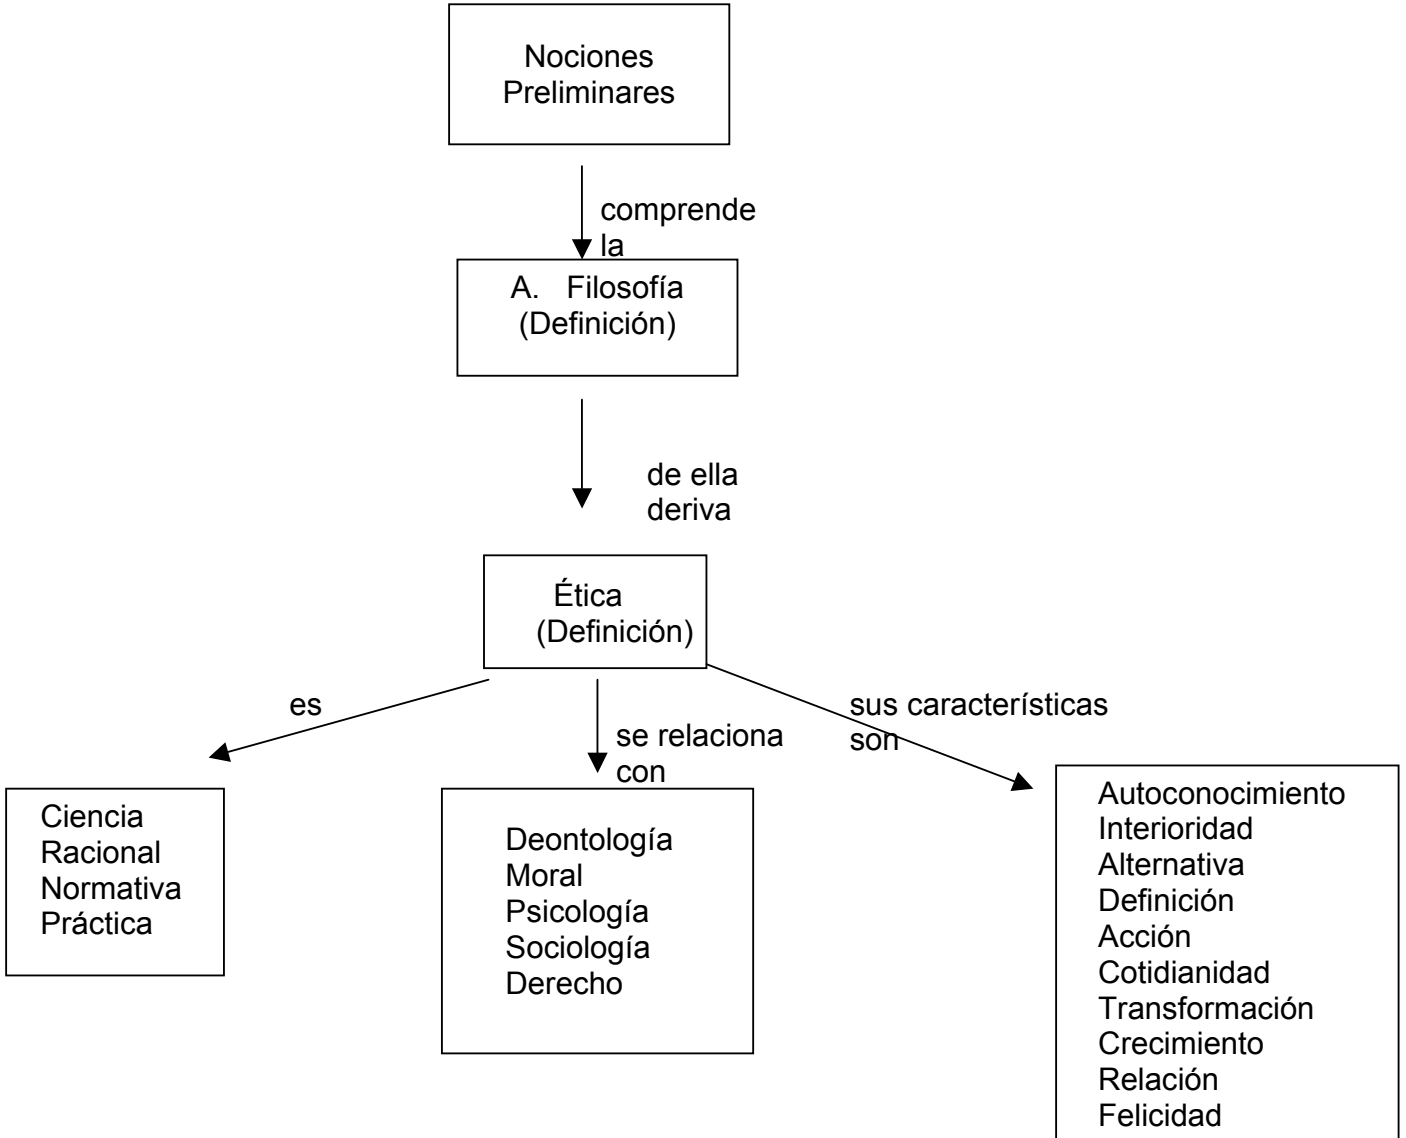 Nociones
Preliminares
comprende
la
A. Filosofía
(Definición)
de ella
deriva
Ética
(Definición)
es
se relaciona
con
sus características
son
Ciencia
Racional
Normativa
Práctica
Deontología
Moral
Psicología
Sociología
Derecho
Autoconocimiento
Interioridad
Alternativa
Definición
Acción
Cotidianidad
Transformación
Crecimiento
Relación
Felicidad